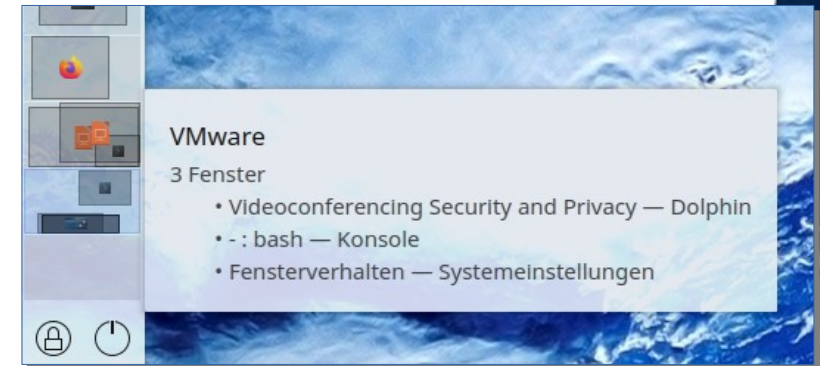 VMware
3 Fenster
• Videoconferencing Security and Privacy — Dolphin
• - : bash — Konsole
• Fensterverhalten — Systemeinstellungen